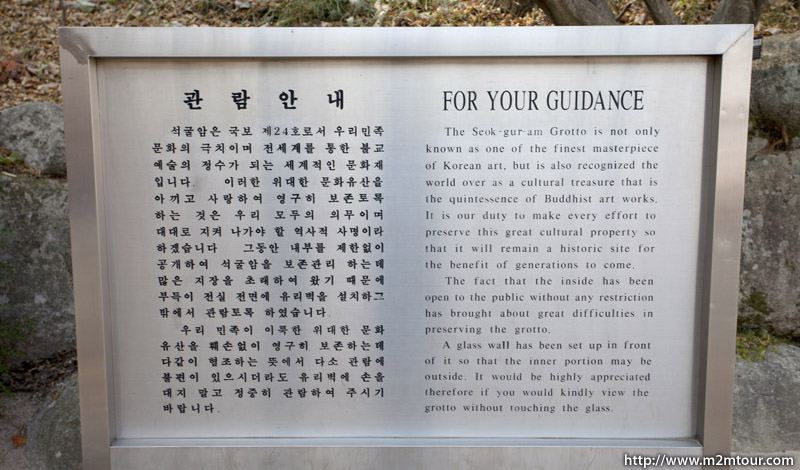 관 람 안 내
석굴암은 국보 제24호로서 우리민족
문화의 극치이며 전세계를 통한 불교
예술의 정수가 되는 세계적인 문화재
입니다. 이러한 위대한 문화유산을
아끼고 사랑하여 영구히 보존토록
하는 것은 우리 모두의 의무이며
대대로 지켜 나가야 할 역사적 사명이라
하겠습니다 그동안 내부를 제한없이
공개하여 석굴암을 보존관리 하는데
많은 지장을 초래하여 왔기 때문에
부득이 전실 전면에 유리벽을 설치하고
밖에서 관람토록 하였습니다.
우리 민족이 이룩한 위대한 문화
유산을 훼손없이 영구히 보존하는데
다같이 협조하는 뜻에서 다소 관람에
불편이 있으시더라도 유리벽에 손을
대지 말고 정중히 관람하여 주시기
바랍니다.
FOR YOUR GUIDANCE
The Seok-gur-am Grotto is not only
known as one of the finest masterpiece
of Korean art, but is also recognized the
world over as a cultural treasure that is
the quintessence of Buddhist art works.
It is our duty to make every effort to
preserve this great cultural property so
that it will remain a historic site for
the benefit of generations to come.
The fact that the inside has been
open to the public without any restriction
has brought about great difficulties in
preserving the grotto.
A glass wall has been set up in front
of it so that the inner portion may be
outside. It would be highly appreciated
therefore if you would kindly view the
grotto without touching the glass.
http://www.m2mtour.com